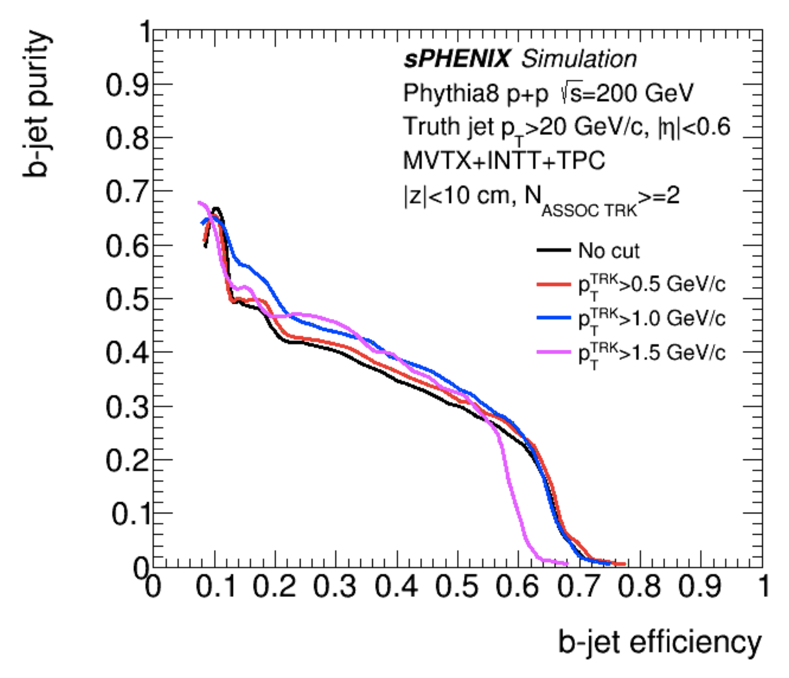 b-jet purity
1
0.9
0.8
0.7
0.6
0.5
0.4
0.3
0.2
0.1
0
sPHENIX Simulation
Phythia8 p+p √s=200 GeV
Truth jet pT>20 GeV/c, |η|<0.6
MVTX+INTT+TPC
|z|<10 cm, NASSOC TRK>=2
No cut
pTTRK>0.5 GeV/c
pTTRK>1.0 GeV/c
pTTRK>1.5 GeV/c
0 0.1 0.2 0.3 0.4 0.5 0.6 0.7 0.8 0.9 1
b-jet efficiency